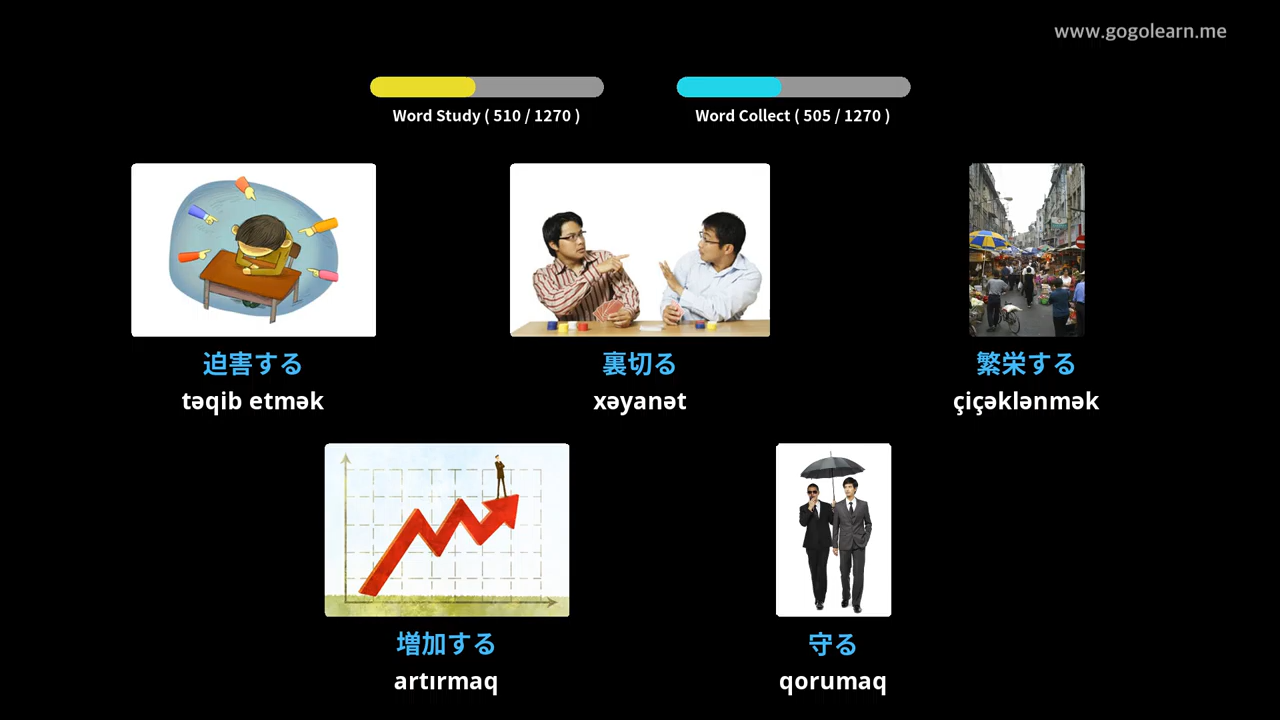 www.gogolearn.me
Word Study ( 510 / 1270 )
Word Collect ( 505 / 1270 )
迫害する
təqib etmək
裏切る
xəyanət
繁栄する
çiçəklənmək
増加する
artırmaq
守る
qorumaq